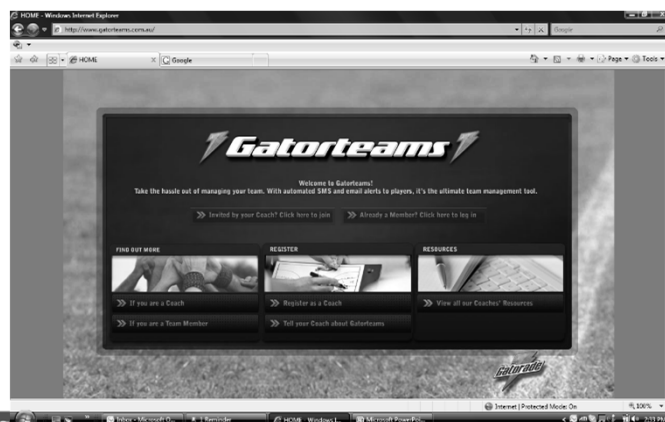 HOME - Windows Internet Explorer
http://www.gatorteams.com.au/
Google
HOME
Google
Page
Tools
Gatorteams
Welcome to Gatorteams!
Take the hassle out of managing your team. With automated SMS and email alerts to players, it's the ultimate team management tool.
Invited by your Coach? Click here to join
Already a Member? Click here to log in
FIND OUT MORE
REGISTER
RESOURCES
If you are a Coach
Register as a Coach
View all our Coaches' Resources
If you are a Team Member
Tell your Coach about Gatorteams
Gatorade
Internet | Protected Mode: On
100%
Inbox - Microsoft O...
1 Reminder
HOME - Windows I...
Microsoft PowerPoi...
2:33 PM